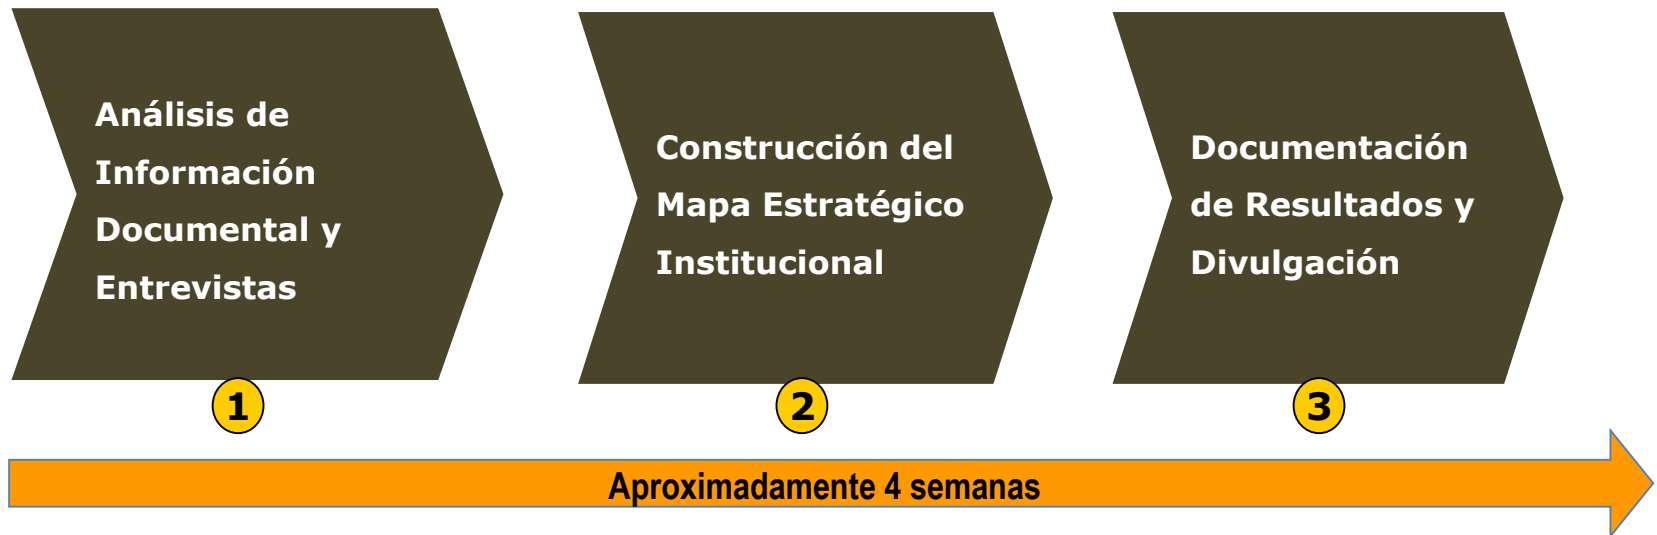 Análisis de
Información
Documental y
Entrevistas
1
Construcción del
Mapa Estratégico
Institucional
2
Documentación
de Resultados y
Divulgación
3
Aproximadamente 4 semanas